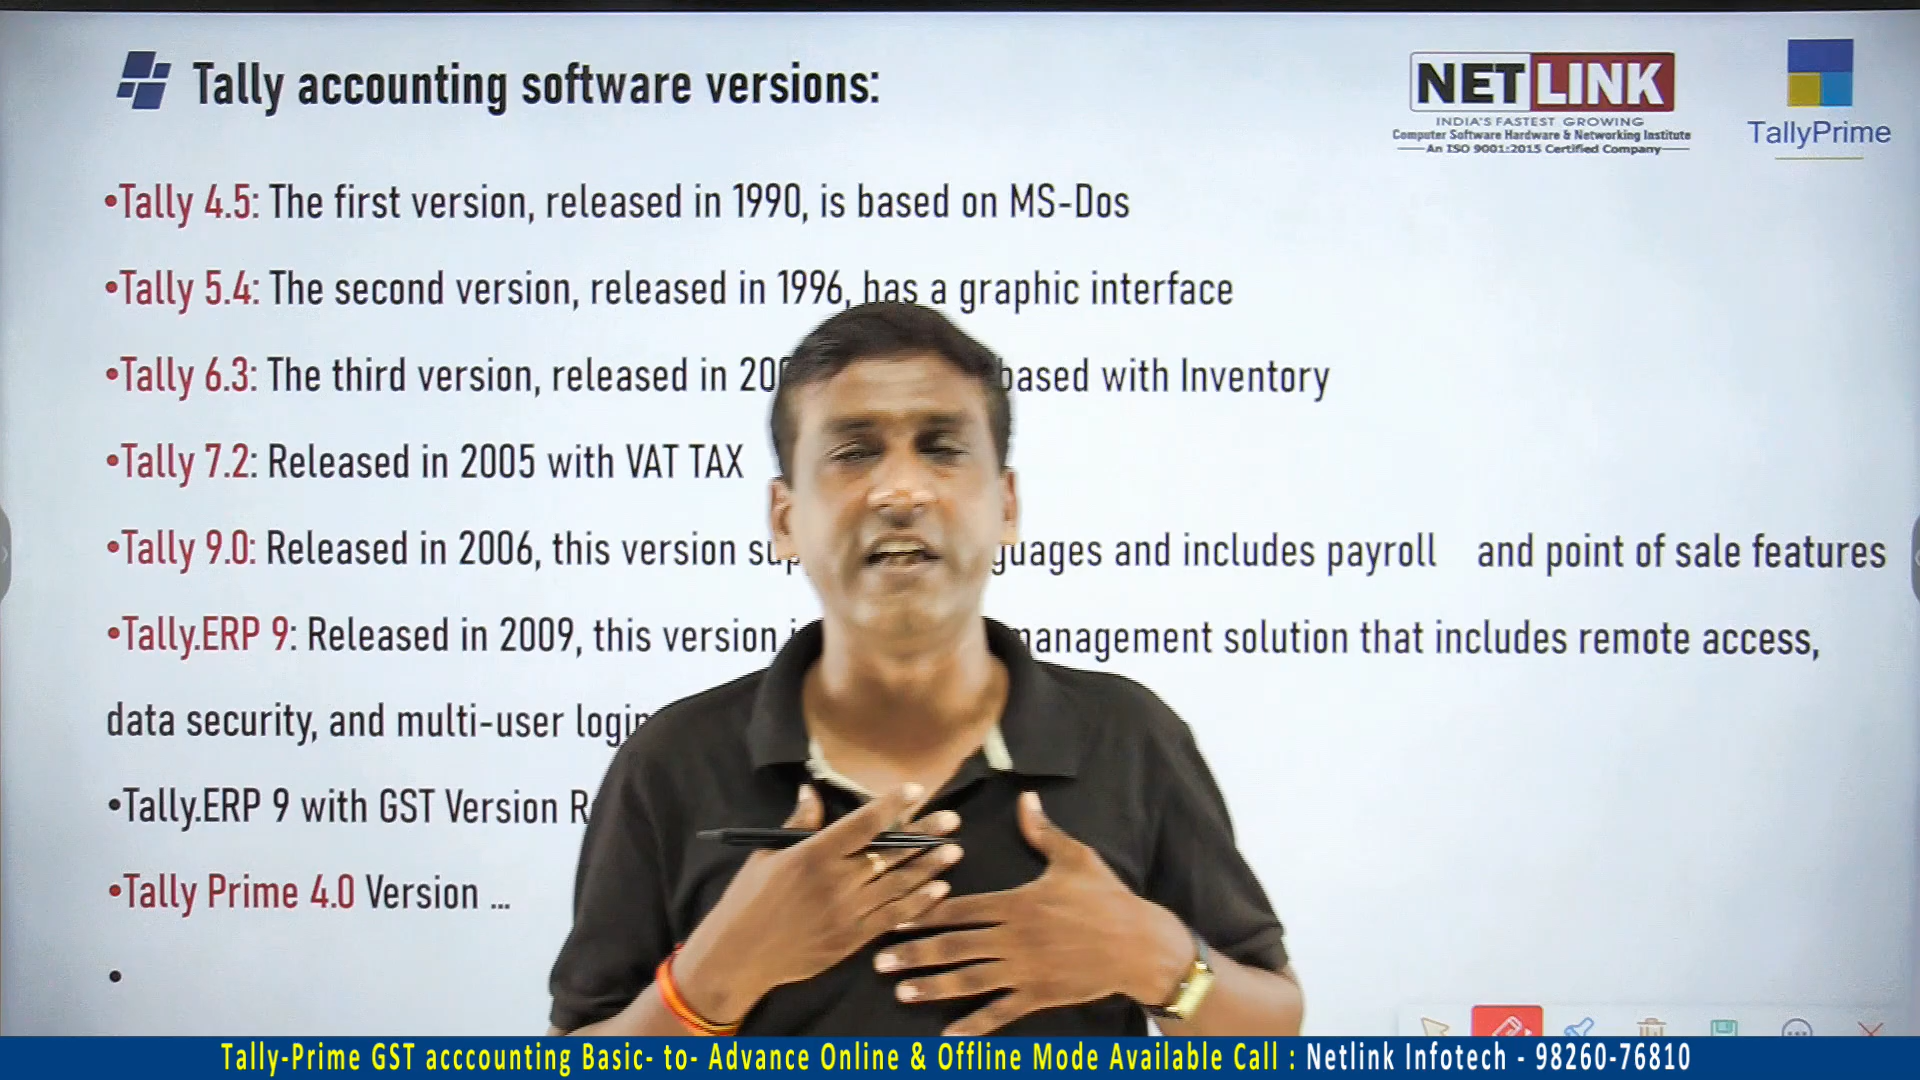 Tally accounting software versions:
NETLINK
INDIA'S FASTEST GROWING
Computer Software Hardware & Networking Institute
An ISO 9001:2015 Certified Company
TallyPrime
•Tally 4.5: The first version, released in 1990, is based on MS-Dos
•Tally 5.4: The second version, released in 1996, has a graphic interface
•Tally 6.3: The third version, released in based with Inventory
•Tally 7.2: Released in 2005 with VAT TAX
•Tally 9.0: Released in 2006, this version and includes payroll and point of sale features
•Tally.ERP 9: Released in 2009, this version management solution that includes remote access,
data security, and multi-user
•Tally.ERP 9 with GST Version
•Tally Prime 4.0 Version ...
•
Tally-Prime GST acccounting Basic- to- Advance Online & Offline Mode Available Call : Netlink Infotech - 98260-76810